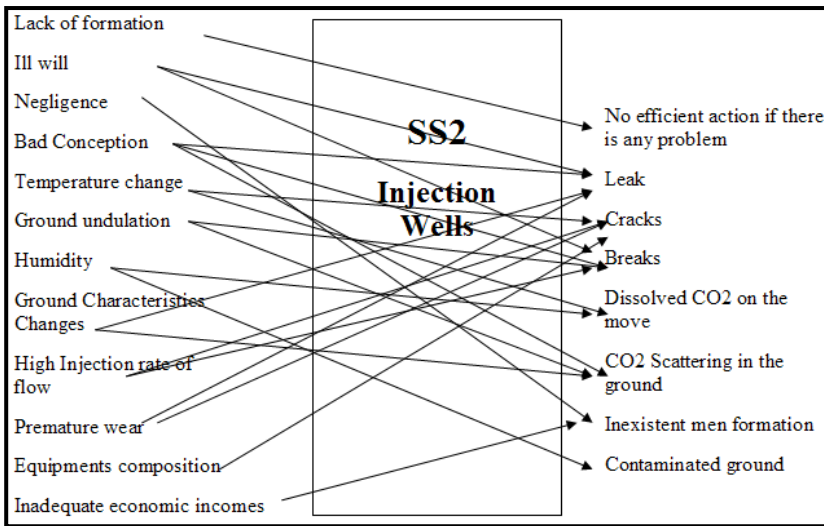 Lack of formation
Ill will
Negligence
Bad Conception
Temperature change
Ground undulation
Humidity
Ground Characteristics
Changes
High Injection rate of
flow
Premature wear
Equipments composition
Inadequate economic incomes
SS2
Injection
Wells
No efficient action if there
is any problem
Leak
Cracks
Breaks
Dissolved CO2 on the
move
CO2 Scattering in the
ground
Inexistent men formation
Contaminated ground